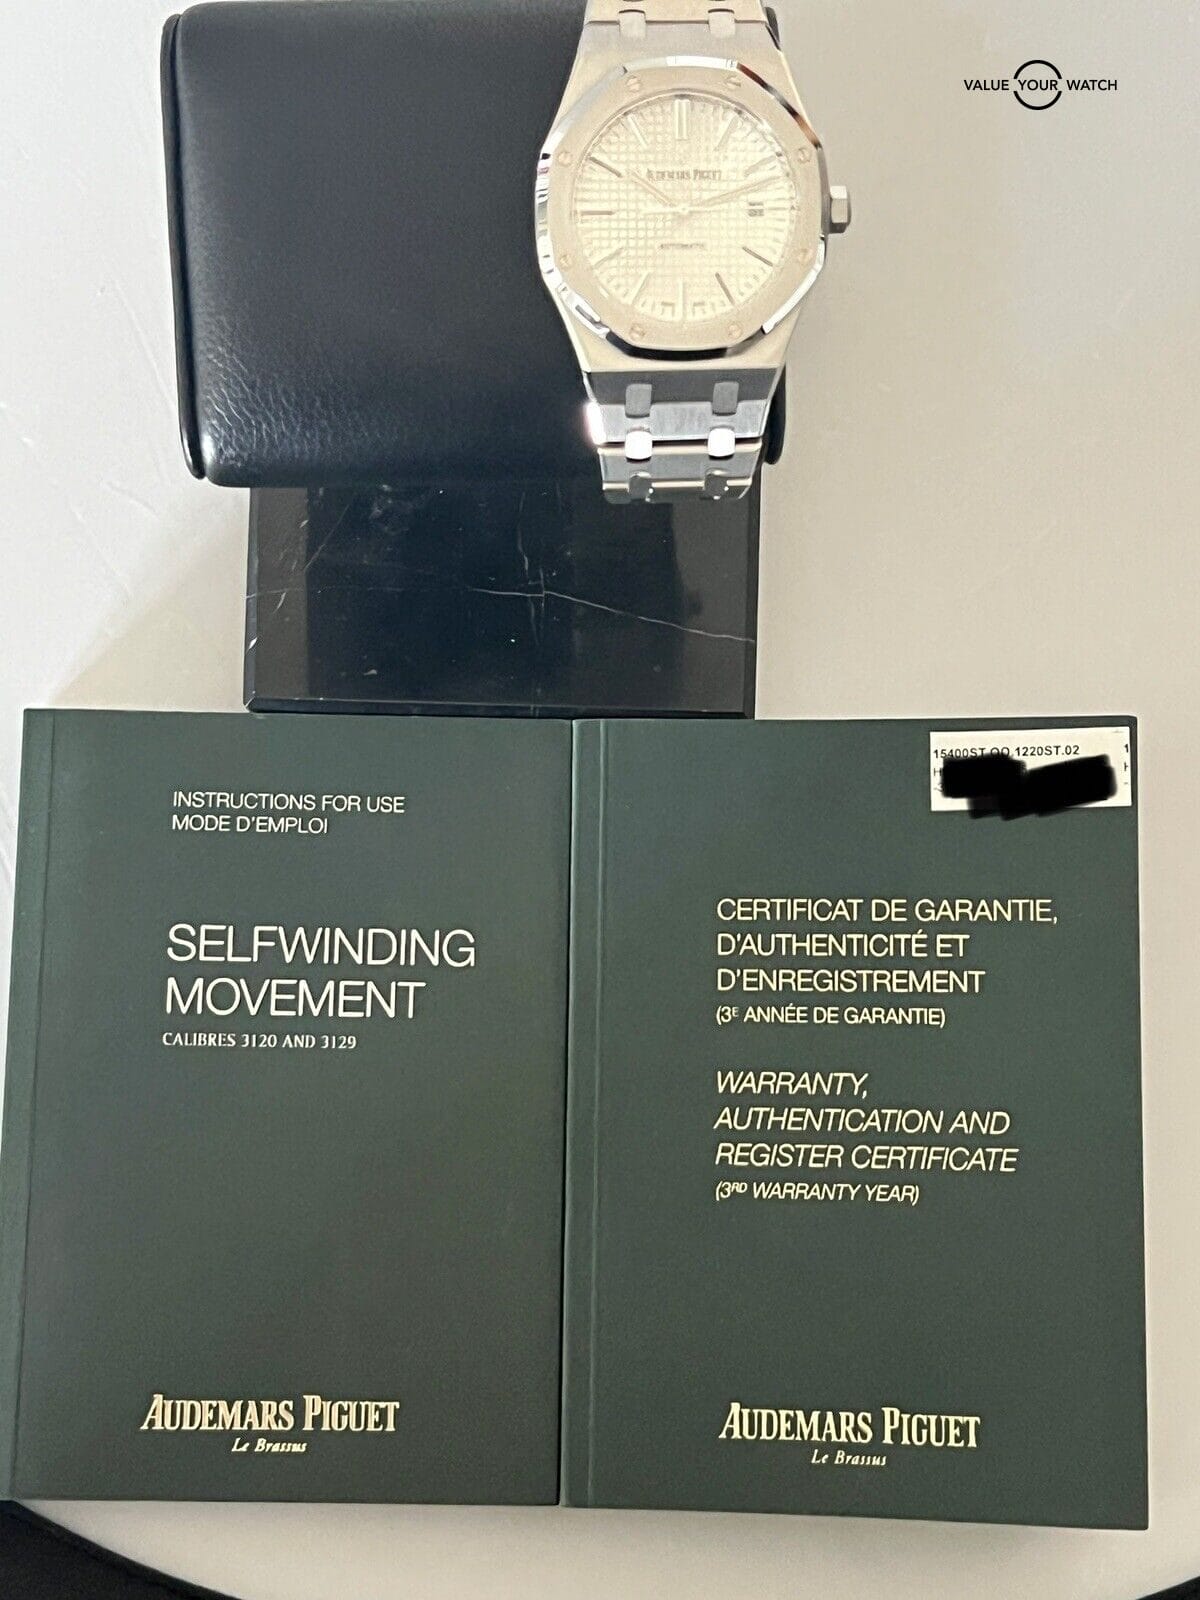 VALUE YOUR WATCH
AUDEMARS PIGUET
AUTOMATIC
15400ST.OO.1220ST.02
INSTRUCTIONS FOR USE
MODE D'EMPLOI
SELFWINDING
MOVEMENT
CALIBRES 3120 AND 3129
AUDEMARS PIGUET
Le Brassus
CERTIFICAT DE GARANTIE,
D'AUTHENTICITÉ ET
D'ENREGISTREMENT
(3E ANNÉE DE GARANTIE)
WARRANTY,
AUTHENTICATION AND
REGISTER CERTIFICATE
(3RD WARRANTY YEAR)
AUDEMARS PIGUET
Le Brassus